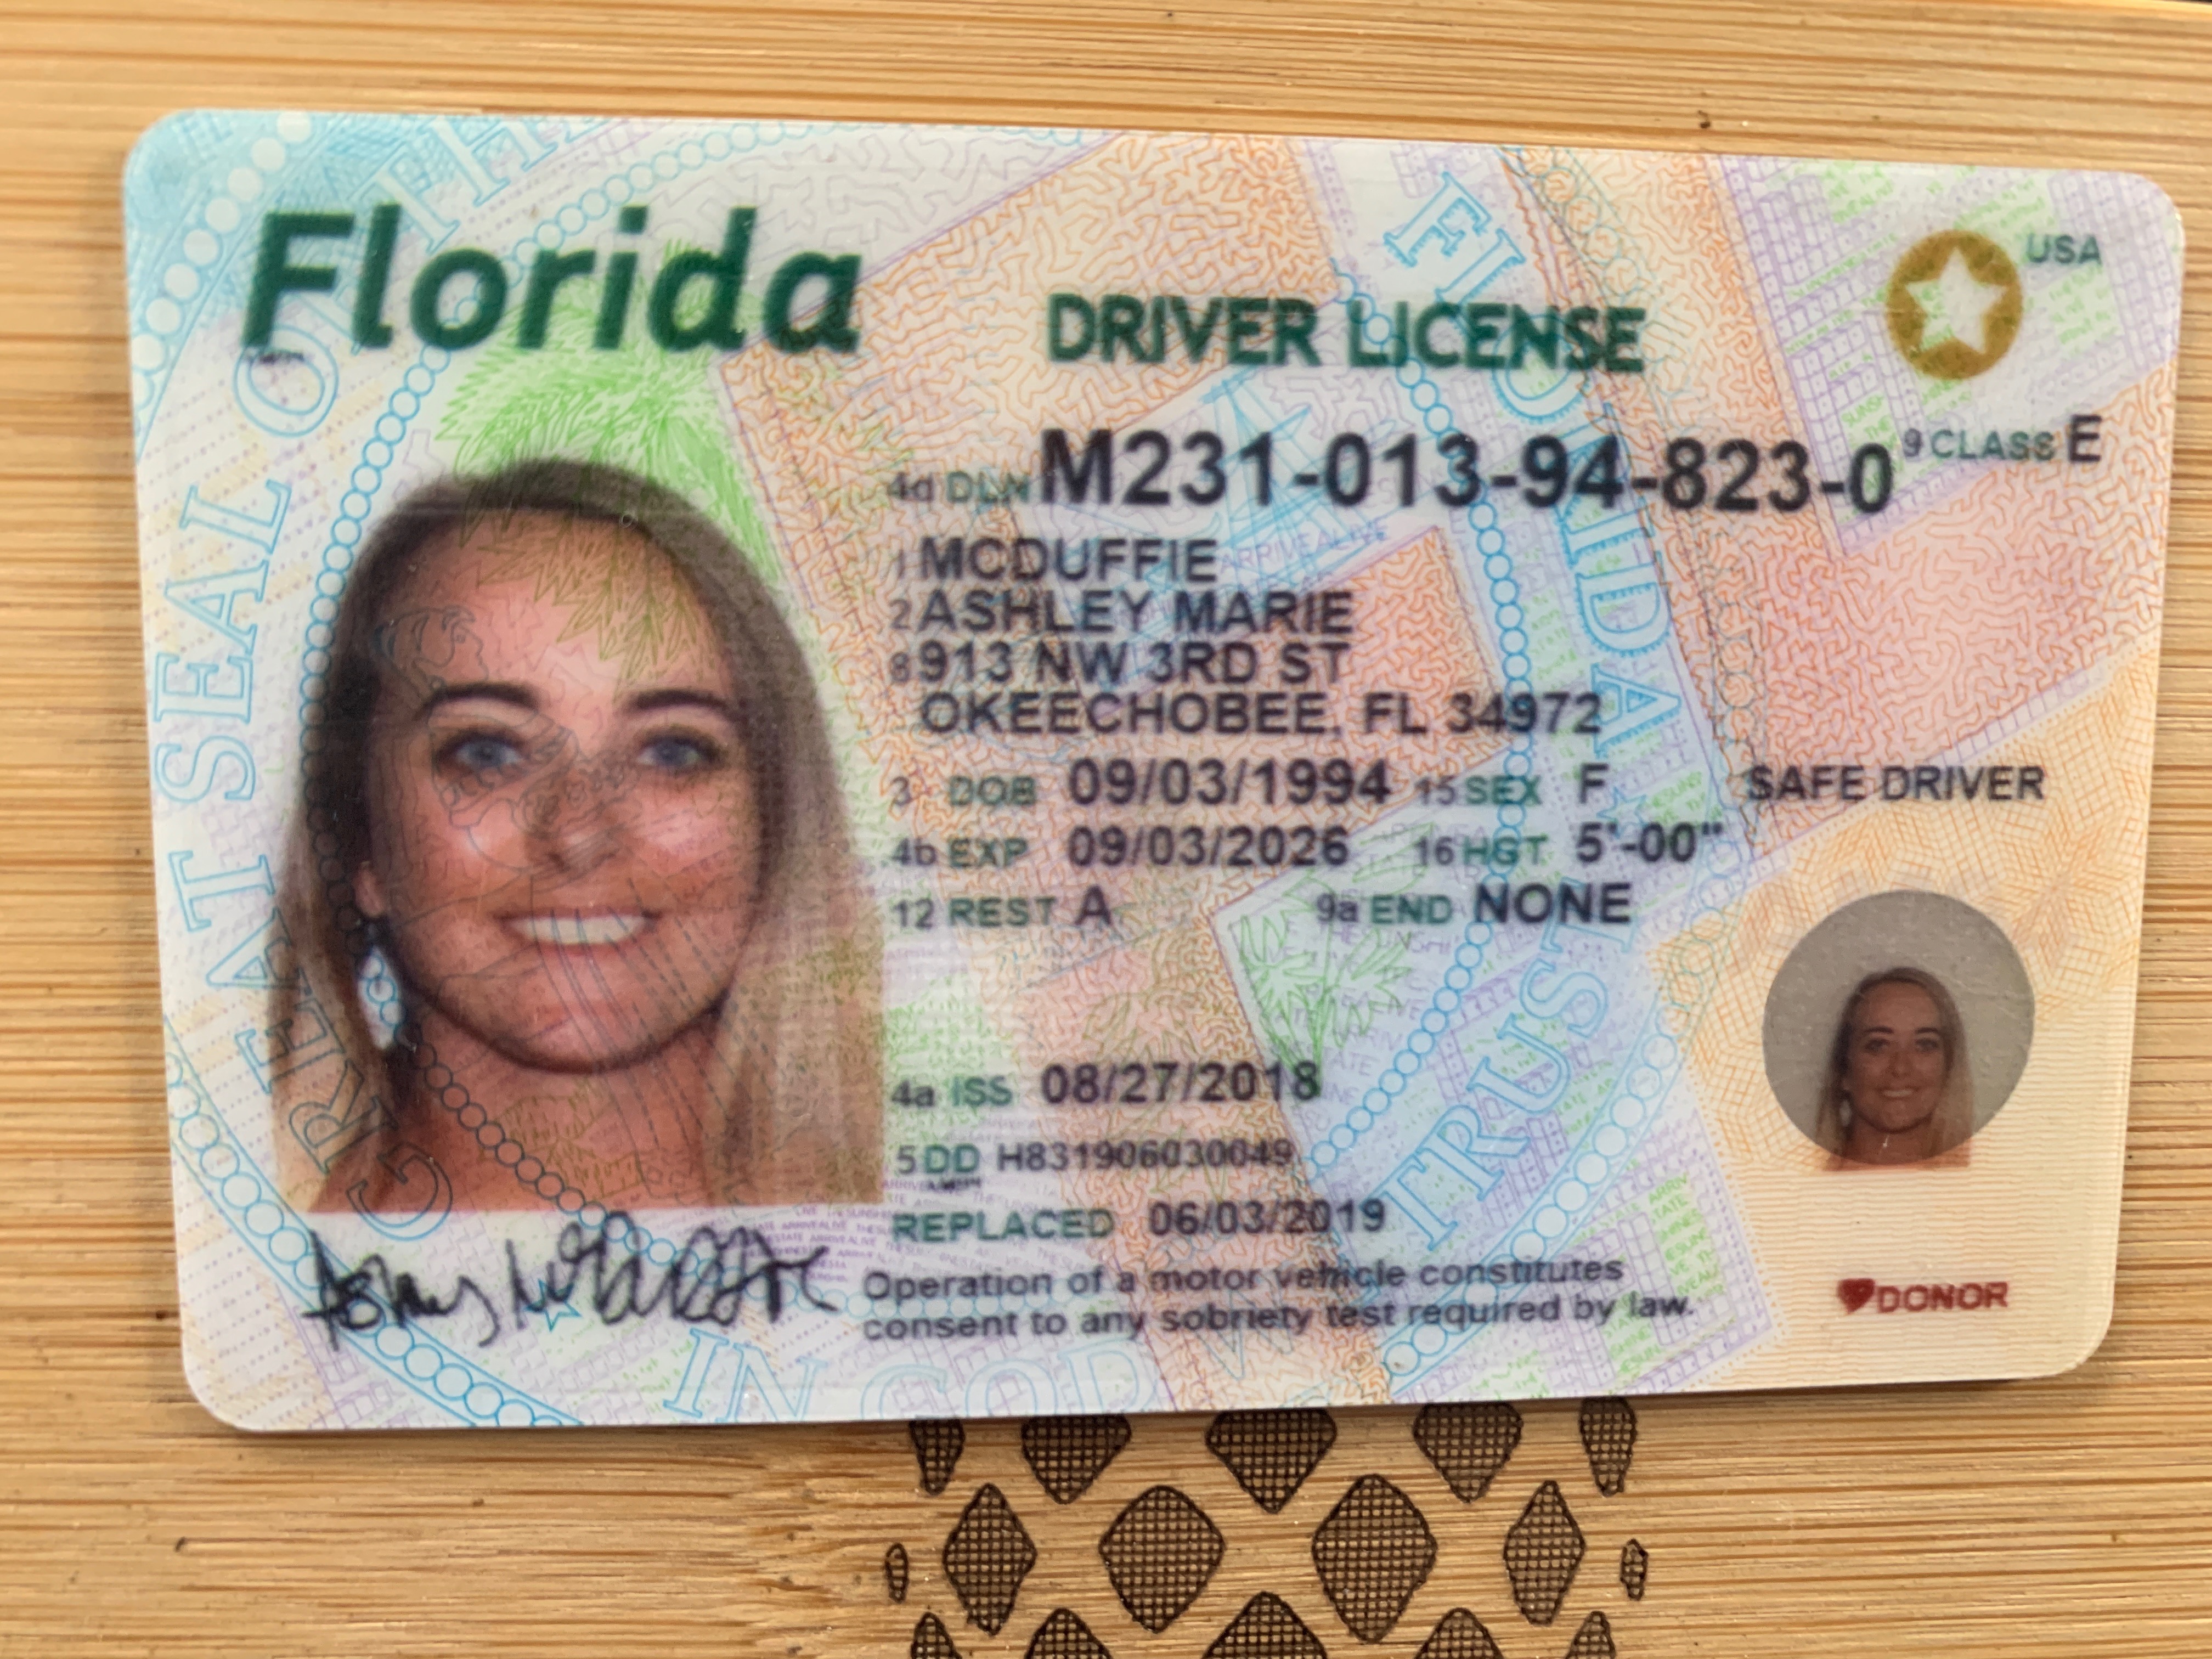 Florida
DRIVER LICENSE
USA
4d DLN M231-013-94-823-0 9 CLASS E
1 MCDUFFIE
2 ASHLEY MARIE
8 913 NW 3RD ST
OKEECHOBEE, FL 34972
3 DOB 09/03/1994 15 SEX F
SAFE DRIVER
4b EXP 09/03/2026 16 HGT 5'-00"
12 REST A 9a END NONE
4a ISS 08/27/2018
5 DD H831906030049
REPLACED 06/03/2019
Operation of a motor vehicle constitutes
consent to any sobriety test required by law.
DONOR
GREAT SEAL OF THE
FLORIDA
IN GOD WE TRUST